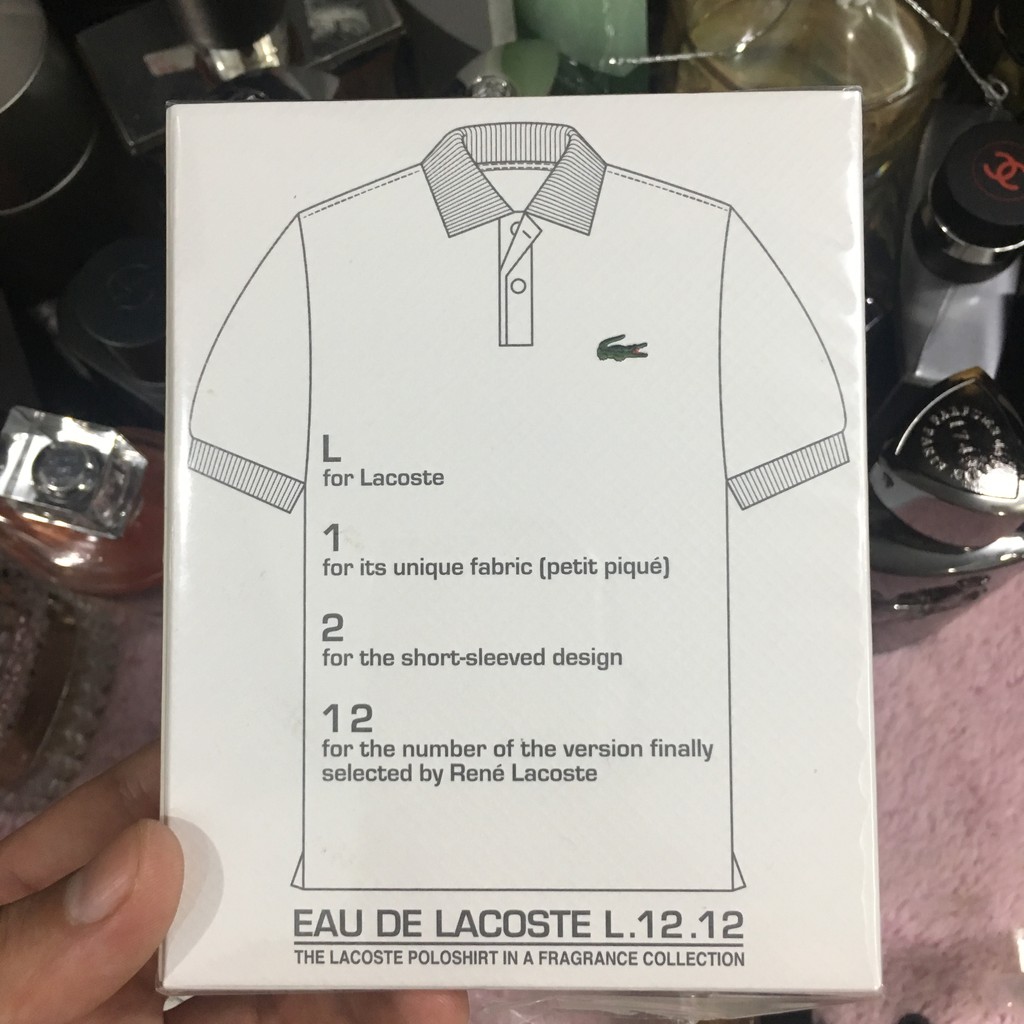 L
for Lacoste
1
for its unique fabric (petit piqué)
2
for the short-sleeved design
12
for the number of the version finally
selected by René Lacoste
EAU DE LACOSTE L.12.12
THE LACOSTE POLOSHIRT IN A FRAGRANCE COLLECTION